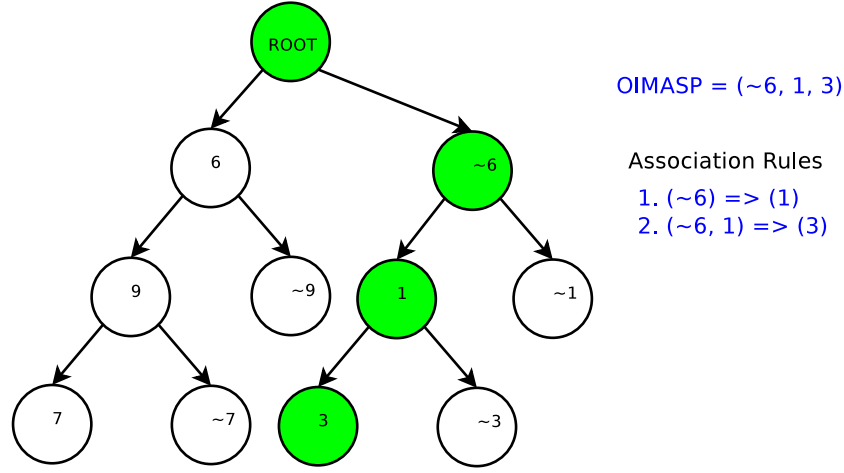 ROOT
OIMASP = (~6, 1, 3)
6
~6
Association Rules
1. (~6) => (1)
2. (~6, 1) => (3)
9
~9
1
~1
7
~7
3
~3